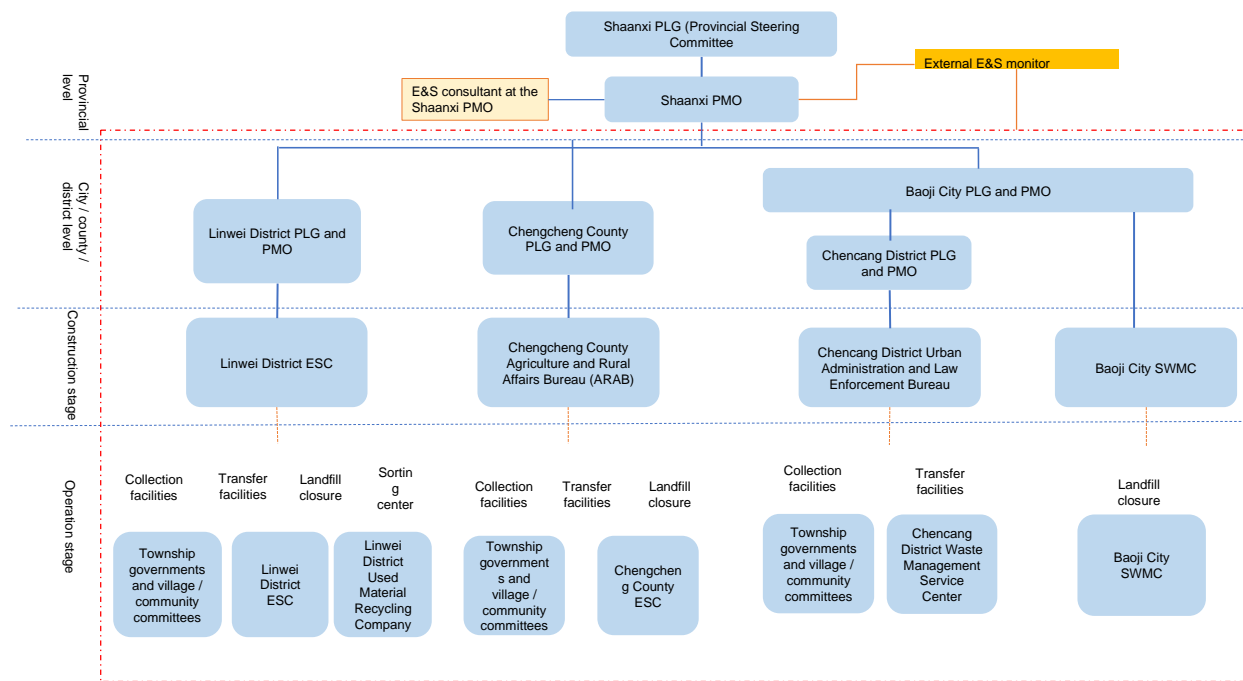 Shaanxi PLG (Provincial Steering
Committee
External E&S monitor
E&S consultant at the
Shaanxi PMO
Shaanxi PMO
Provincial
level
City / county /
district level
Baoji City PLG and PMO
Linwei District PLG and
PMO
Chengcheng County
PLG and PMO
Chencang District PLG
and PMO
Construction stage
Linwei District ESC
Chengcheng County
Agriculture and Rural
Affairs Bureau (ARAB)
Chencang District Urban
Administration and Law
Enforcement Bureau
Baoji City SWMC
Operation stage
Collection
facilities
Transfer
facilities
Landfill
closure
Sortin
g
center
Collection
facilities
Transfer
facilities
Landfill
closure
Collection
facilities
Transfer
facilities
Landfill
closure
Township
governments
and village /
community
committees
Linwei
District
ESC
Linwei
District
Used
Material
Recycling
Company
Township
government
s and village /
community
committees
Chengchen
g County
ESC
Township
governments
and village /
community
committees
Chencang
District Waste
Management
Service
Center
Baoji City
SWMC